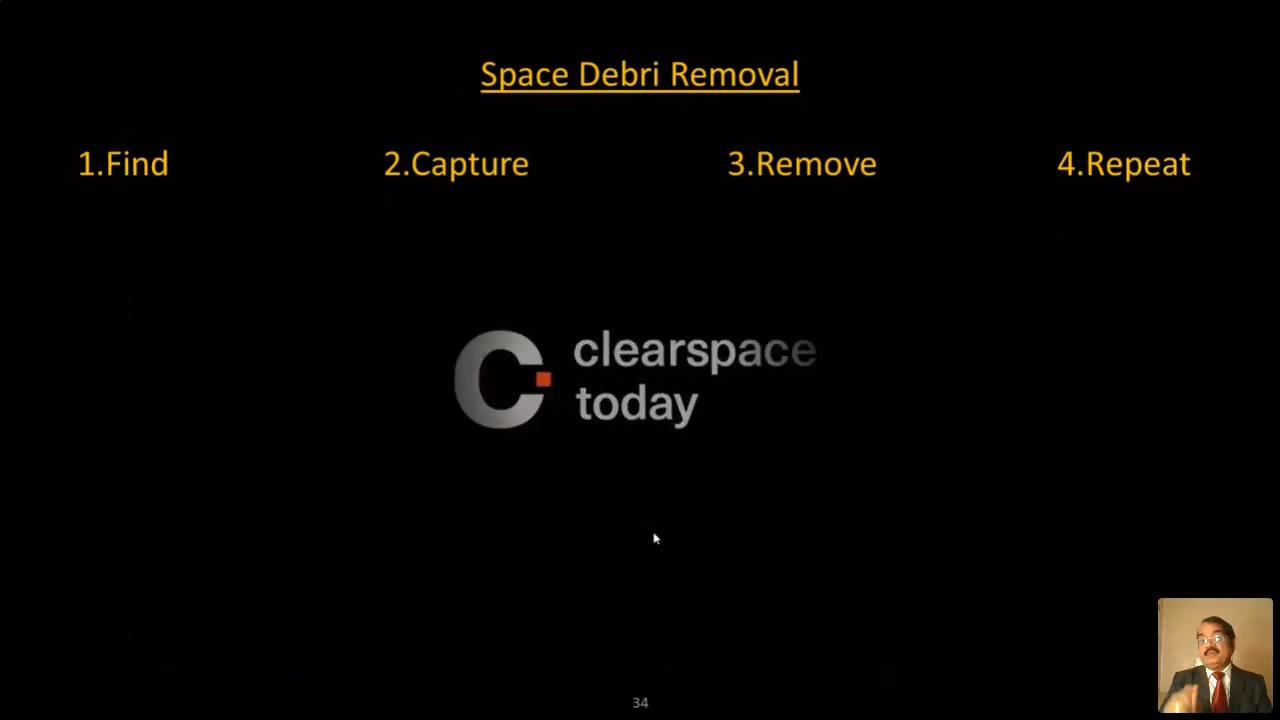 Space Debri Removal
1.Find 2.Capture 3.Remove 4.Repeat
clearspace
today
34